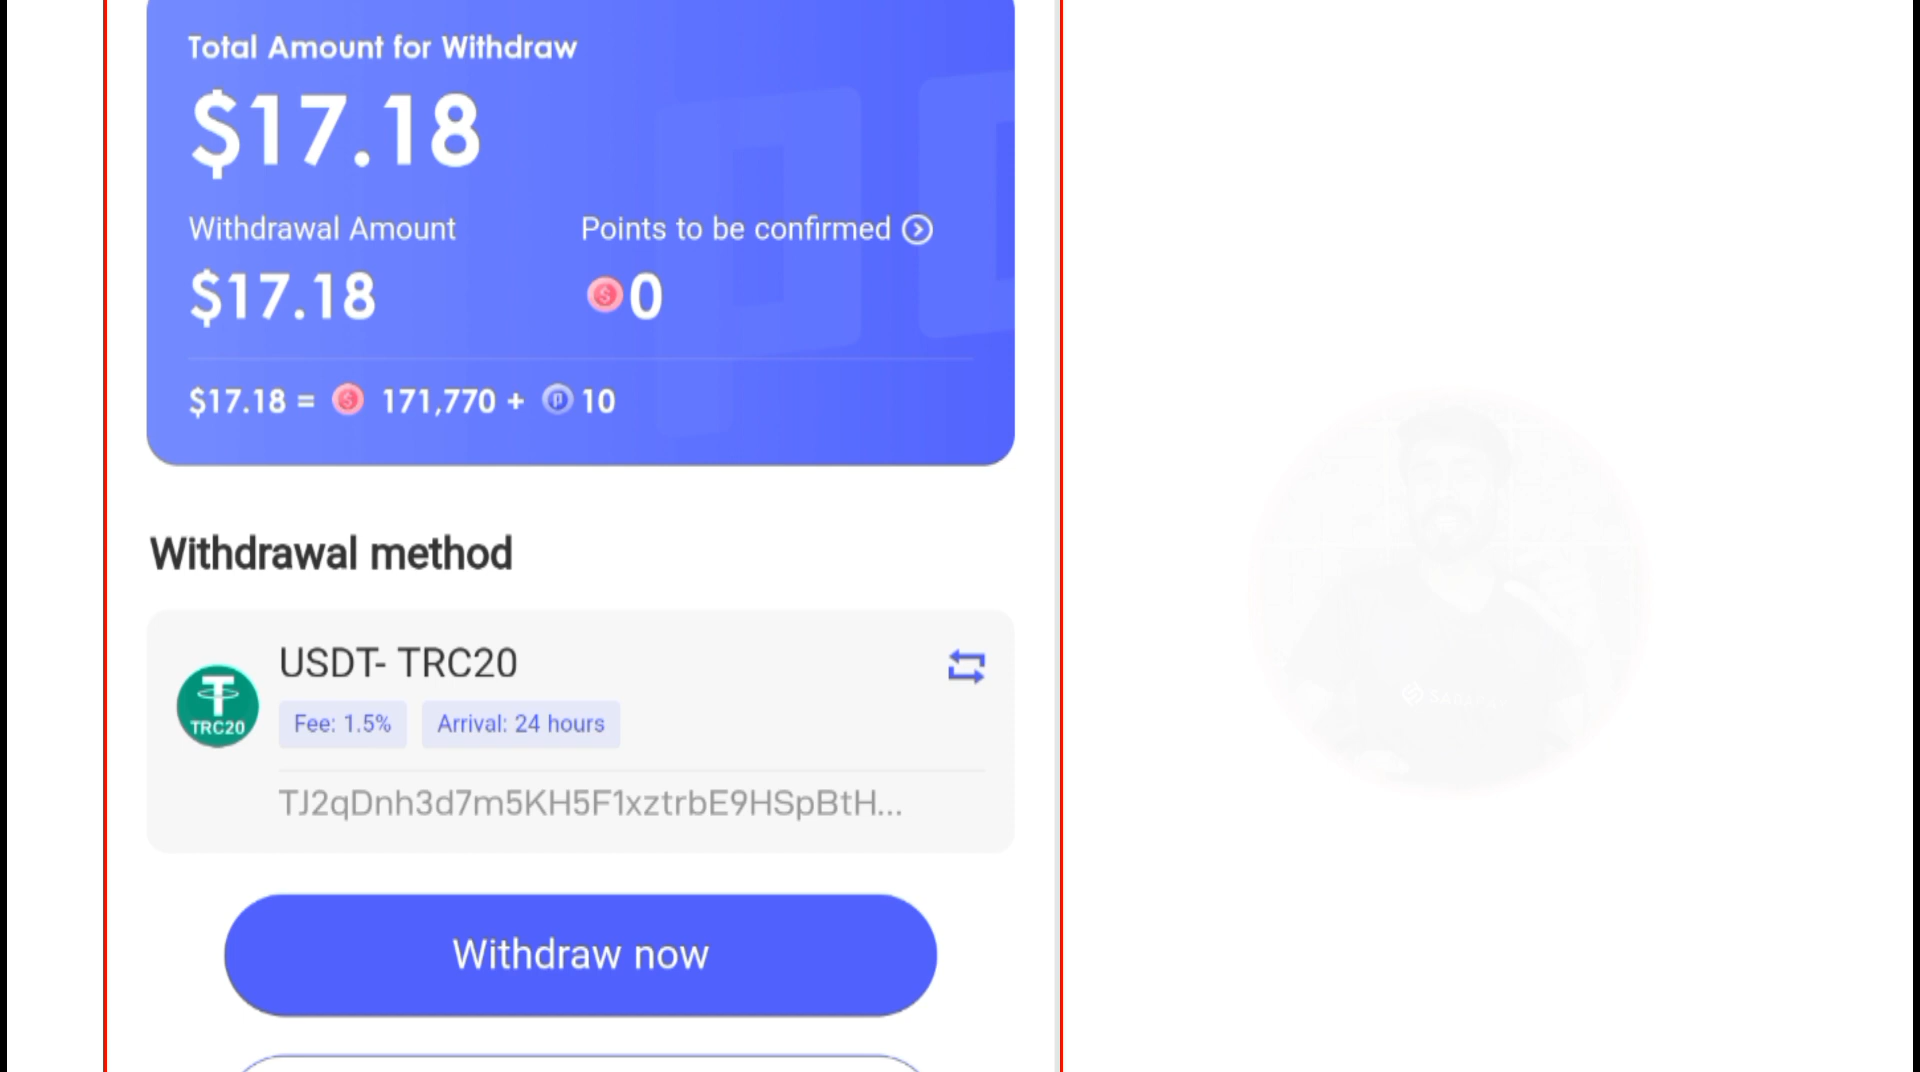 Total Amount for Withdraw
$17.18
Withdrawal Amount
Points to be confirmed
$17.18
0
$17.18 = 171,770 + 10
Withdrawal method
USDT- TRC20
TRC20
Fee: 1.5%
Arrival: 24 hours
TJ2qDnh3d7m5KH5F1xztrbE9HSpBtH...
Withdraw now